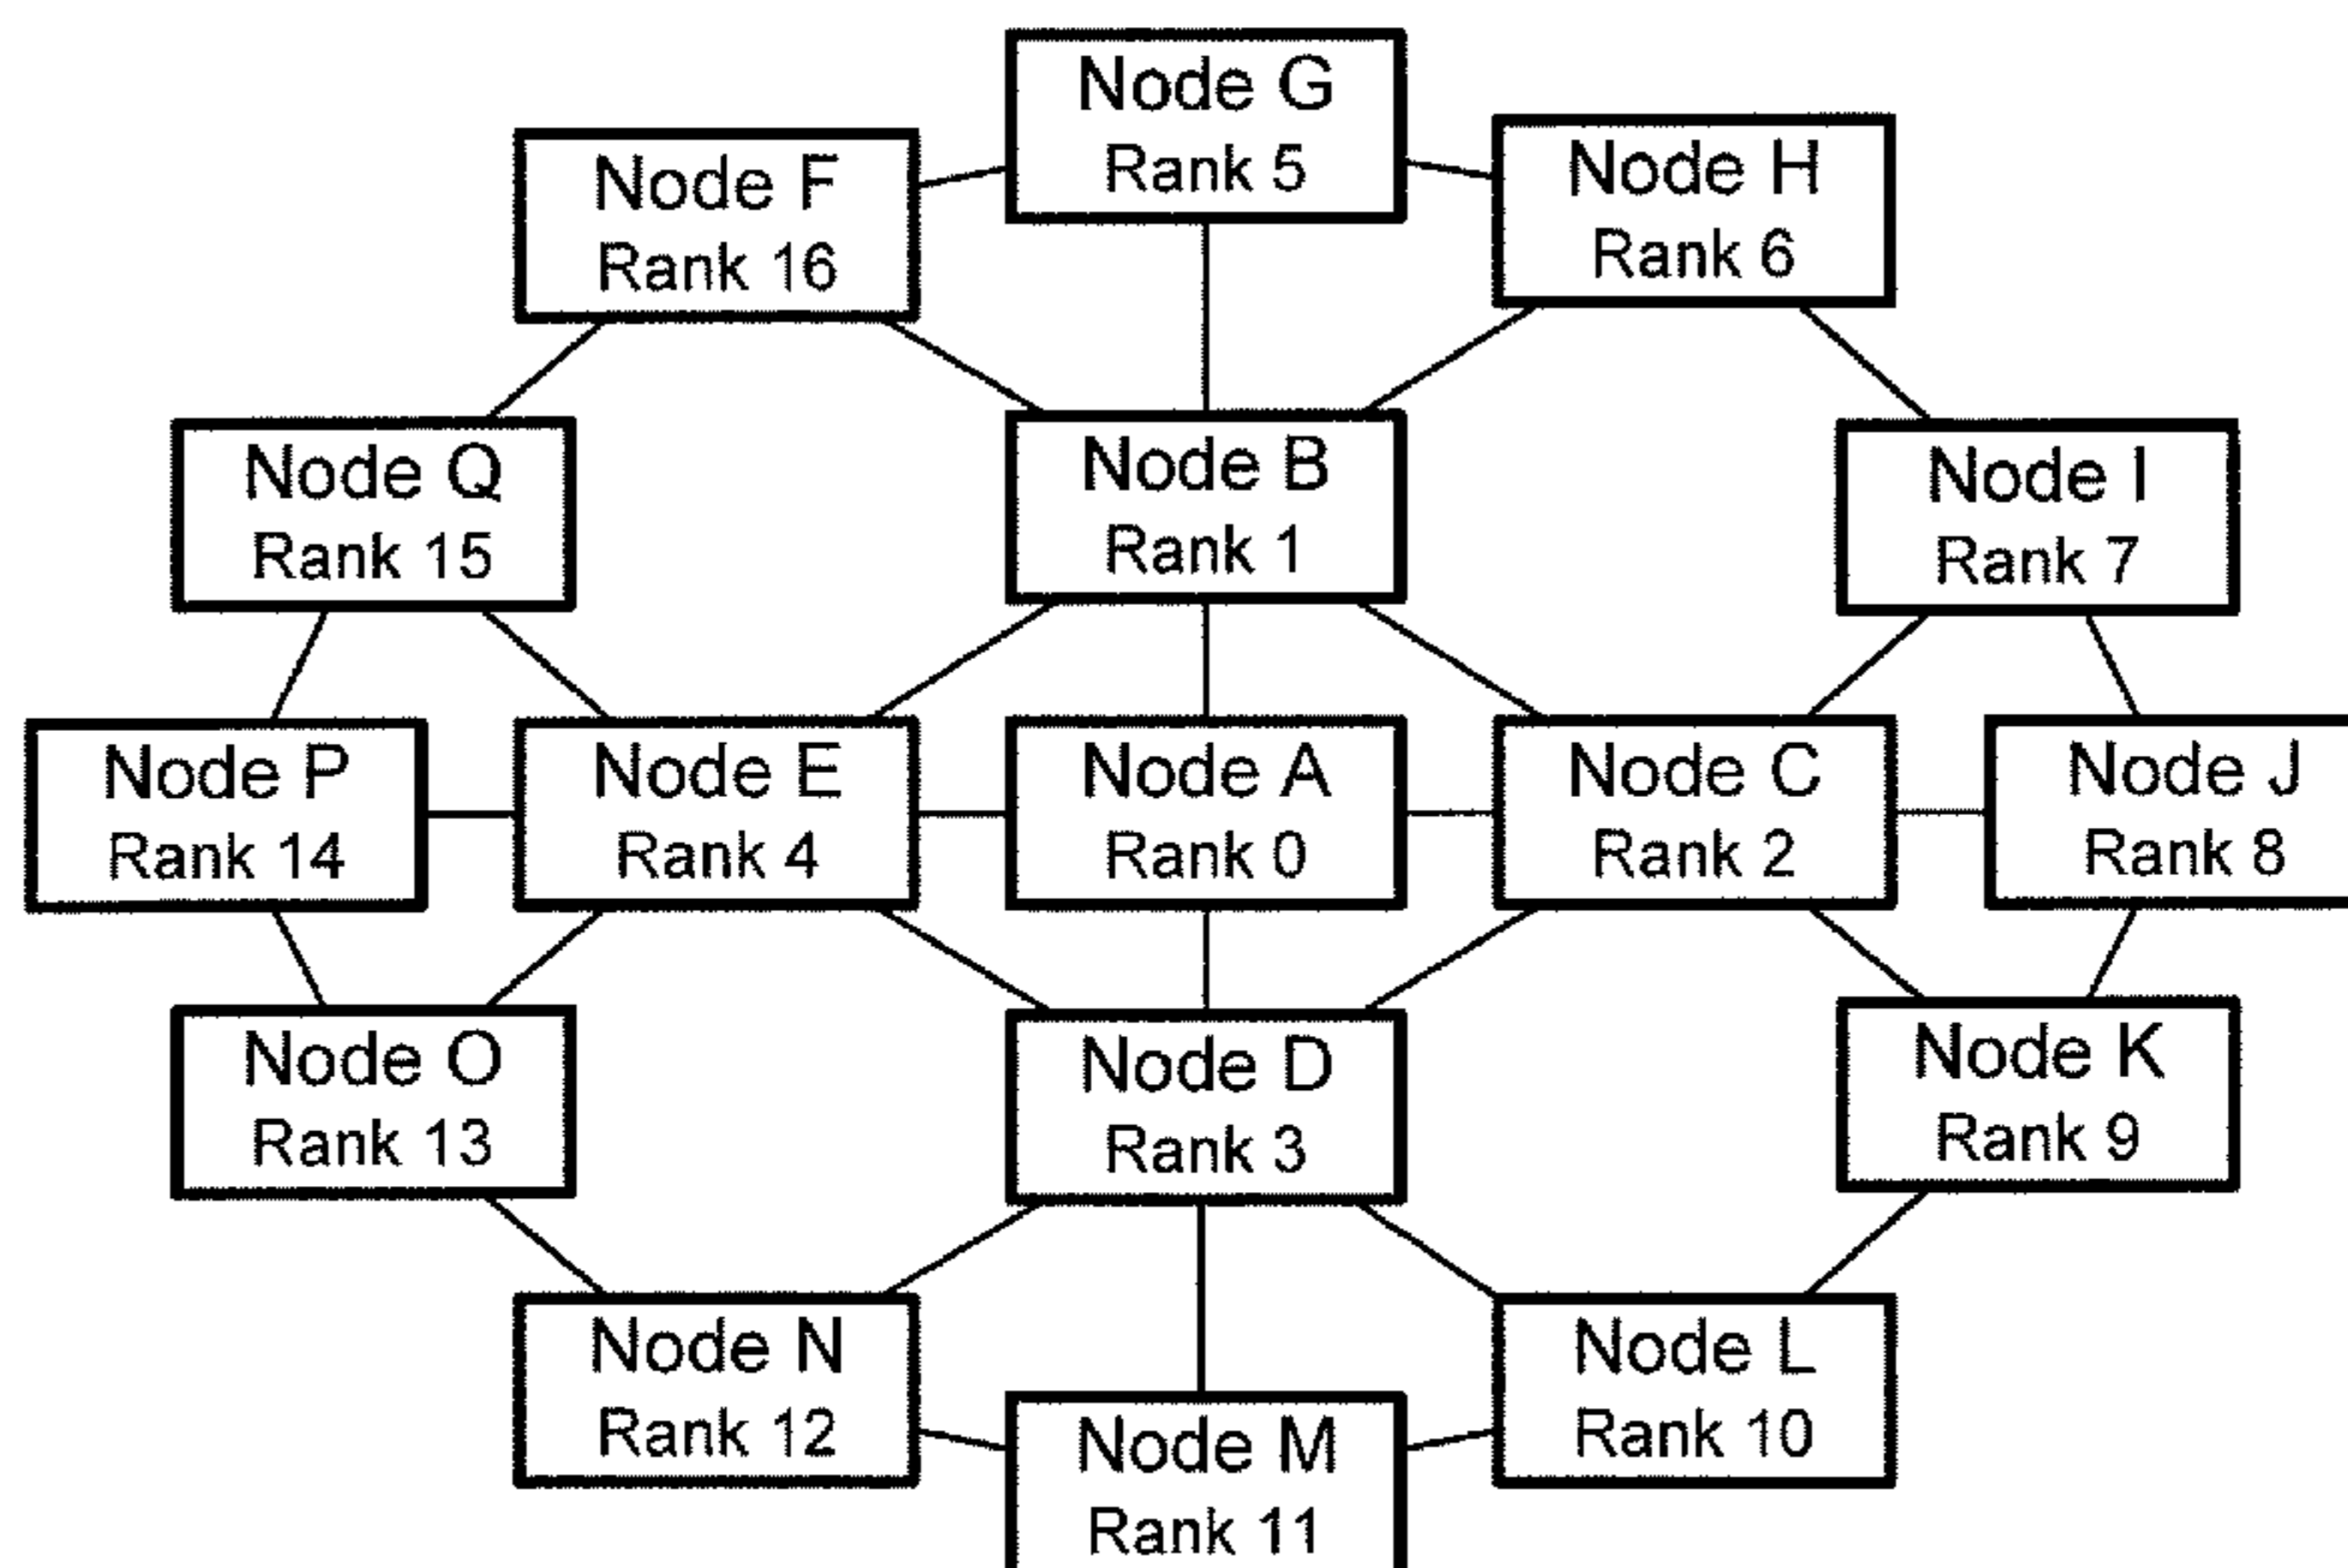 Node G
Rank 5
Node F
Rank 16
Node H
Rank 6
Node Q
Rank 15
Node B
Rank 1
Node I
Rank 7
Node P
Rank 14
Node E
Rank 4
Node A
Rank 0
Node C
Rank 2
Node J
Rank 8
Node O
Rank 13
Node D
Rank 3
Node K
Rank 9
Node N
Rank 12
Node M
Rank 11
Node L
Rank 10